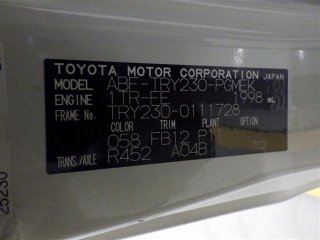 TOYOTA MOTOR CORPORATION JAPAN
MODEL ABF-TRY230-PGMEK
ENGINE 1TR-FE 1998 mL
FRAME No. TRY230-0111728
COLOR TRIM PLANT OPTION
058 FB12 P11
TRANS./AXLE R452 A04B 702
25230